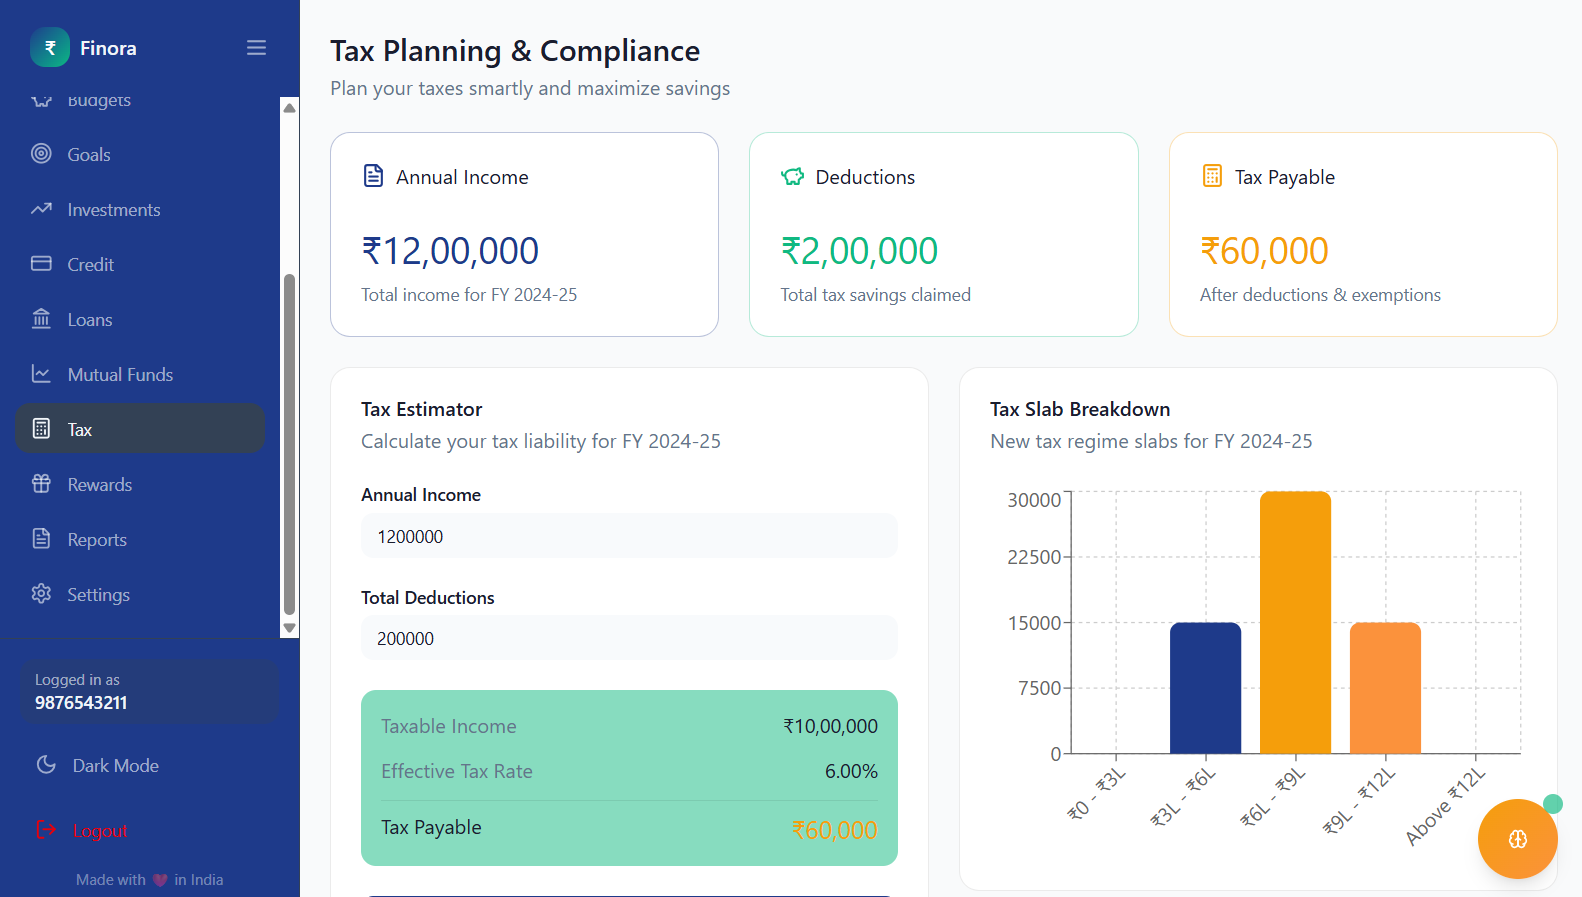 ₹
Finora
Budgets
Goals
Investments
Credit
Loans
Mutual Funds
Tax
Rewards
Reports
Settings
Logged in as
9876543211
Dark Mode
Logout
Made with 💗 in India
Tax Planning & Compliance
Plan your taxes smartly and maximize savings
Annual Income
₹12,00,000
Total income for FY 2024-25
Deductions
₹2,00,000
Total tax savings claimed
Tax Payable
₹60,000
After deductions & exemptions
Tax Estimator
Calculate your tax liability for FY 2024-25
Annual Income
1200000
Total Deductions
200000
Taxable Income ₹10,00,000
Effective Tax Rate 6.00%
Tax Payable ₹60,000
Tax Slab Breakdown
New tax regime slabs for FY 2024-25
30000
22500
15000
7500
0
₹0 - ₹3L
₹3L - ₹6L
₹6L - ₹9L
₹9L - ₹12L
Above ₹12L